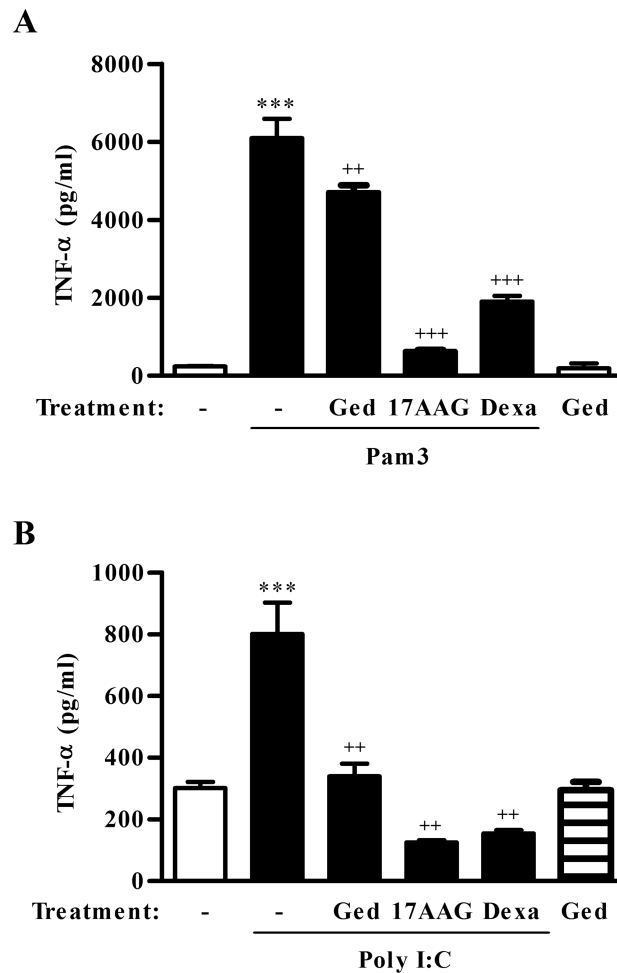 A
8000
6000
4000
2000
0
TNF-α (pg/ml)
***
++
+++
+++
Treatment: - - Ged 17AAG Dexa Ged
Pam3
B
1000
800
600
400
200
0
TNF-α (pg/ml)
***
++
++
++
Treatment: - - Ged 17AAG Dexa Ged
Poly I:C